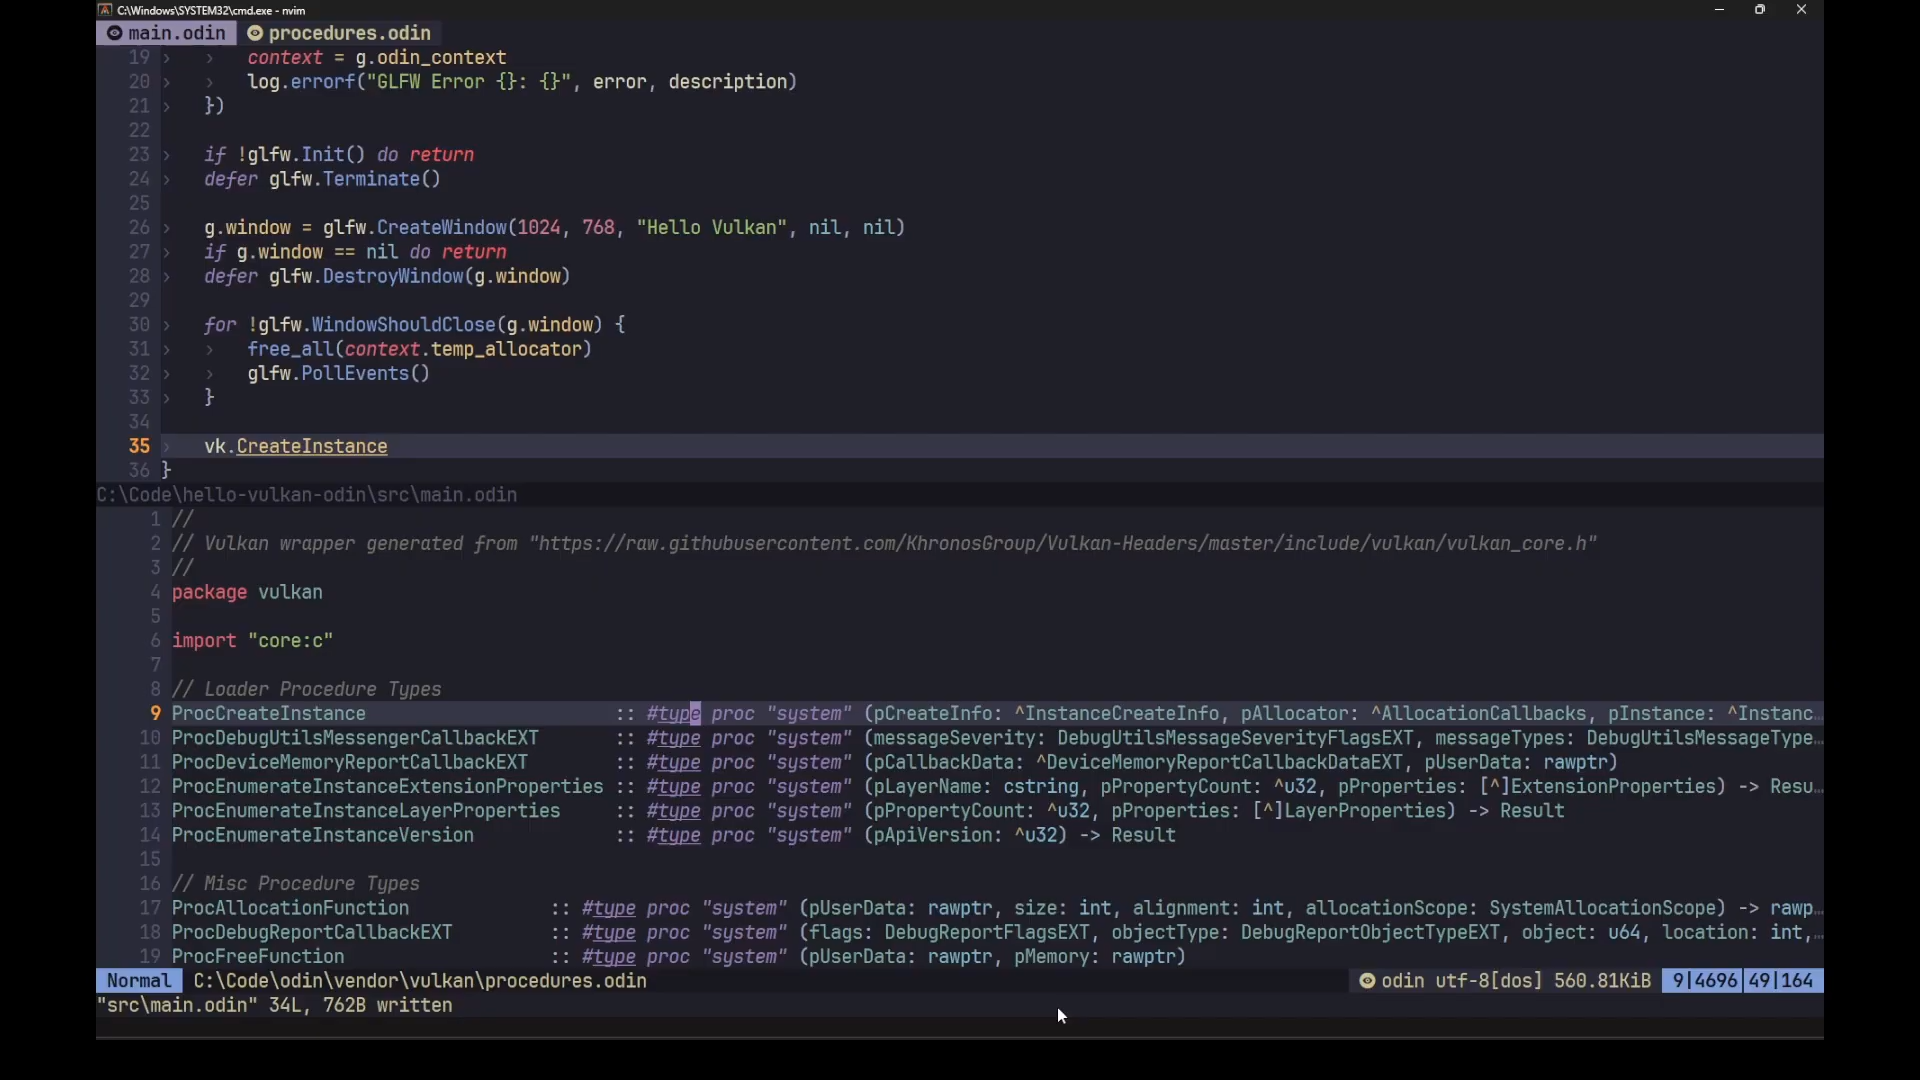 C:\Windows\SYSTEM32\cmd.exe - nvim
main.odin procedures.odin
19 › › context = g.odin_context
20 › › log.errorf("GLFW Error {}: {}", error, description)
21 › })
22
23 › if !glfw.Init() do return
24 › defer glfw.Terminate()
25
26 › g.window = glfw.CreateWindow(1024, 768, "Hello Vulkan", nil, nil)
27 › if g.window == nil do return
28 › defer glfw.DestroyWindow(g.window)
29
30 › for !glfw.WindowShouldClose(g.window) {
31 › › free_all(context.temp_allocator)
32 › › glfw.PollEvents()
33 › }
34
35 › vk.CreateInstance
36 }
C:\Code\hello-vulkan-odin\src\main.odin
1 //
2 // Vulkan wrapper generated from "https://raw.githubusercontent.com/KhronosGroup/Vulkan-Headers/master/include/vulkan/vulkan_core.h"
3 //
4 package vulkan
5
6 import "core:c"
7
8 // Loader Procedure Types
9 ProcCreateInstance :: #type proc "system" (pCreateInfo: ^InstanceCreateInfo, pAllocator: ^AllocationCallbacks, pInstance: ^Instanc…
10 ProcDebugUtilsMessengerCallbackEXT :: #type proc "system" (messageSeverity: DebugUtilsMessageSeverityFlagsEXT, messageTypes: DebugUtilsMessageType…
11 ProcDeviceMemoryReportCallbackEXT :: #type proc "system" (pCallbackData: ^DeviceMemoryReportCallbackDataEXT, pUserData: rawptr)
12 ProcEnumerateInstanceExtensionProperties :: #type proc "system" (pLayerName: cstring, pPropertyCount: ^u32, pProperties: [^]ExtensionProperties) -> Resu…
13 ProcEnumerateInstanceLayerProperties :: #type proc "system" (pPropertyCount: ^u32, pProperties: [^]LayerProperties) -> Result
14 ProcEnumerateInstanceVersion :: #type proc "system" (pApiVersion: ^u32) -> Result
15
16 // Misc Procedure Types
17 ProcAllocationFunction :: #type proc "system" (pUserData: rawptr, size: int, alignment: int, allocationScope: SystemAllocationScope) -> rawp…
18 ProcDebugReportCallbackEXT :: #type proc "system" (flags: DebugReportFlagsEXT, objectType: DebugReportObjectTypeEXT, object: u64, location: int,…
19 ProcFreeFunction :: #type proc "system" (pUserData: rawptr, pMemory: rawptr)
Normal C:\Code\odin\vendor\vulkan\procedures.odin odin utf-8[dos] 560.81KiB 9|4696 49|164
"src\main.odin" 34L, 762B written